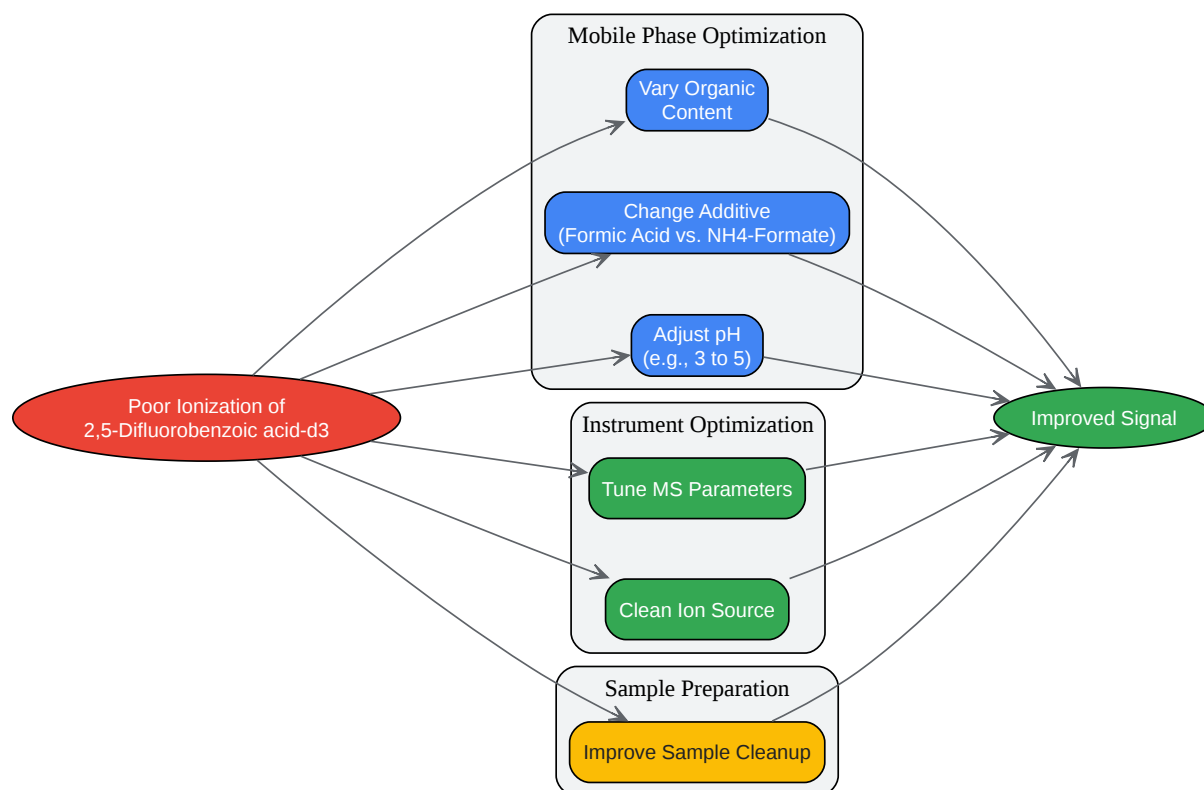 Mobile Phase Optimization
Vary Organic
Content
Change Additive
(Formic Acid vs. NH4-Formate)
Adjust pH
(e.g., 3 to 5)
Poor Ionization of
2,5-Difluorobenzoic acid-d3
Improved Signal
Instrument Optimization
Tune MS Parameters
Clean Ion Source
Sample Preparation
Improve Sample Cleanup